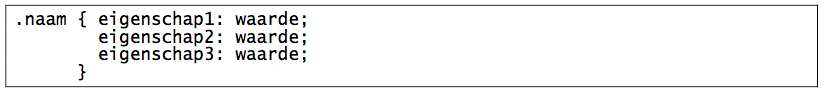 .naam { eigenschap1: waarde;
        eigenschap2: waarde;
        eigenschap3: waarde;
      }